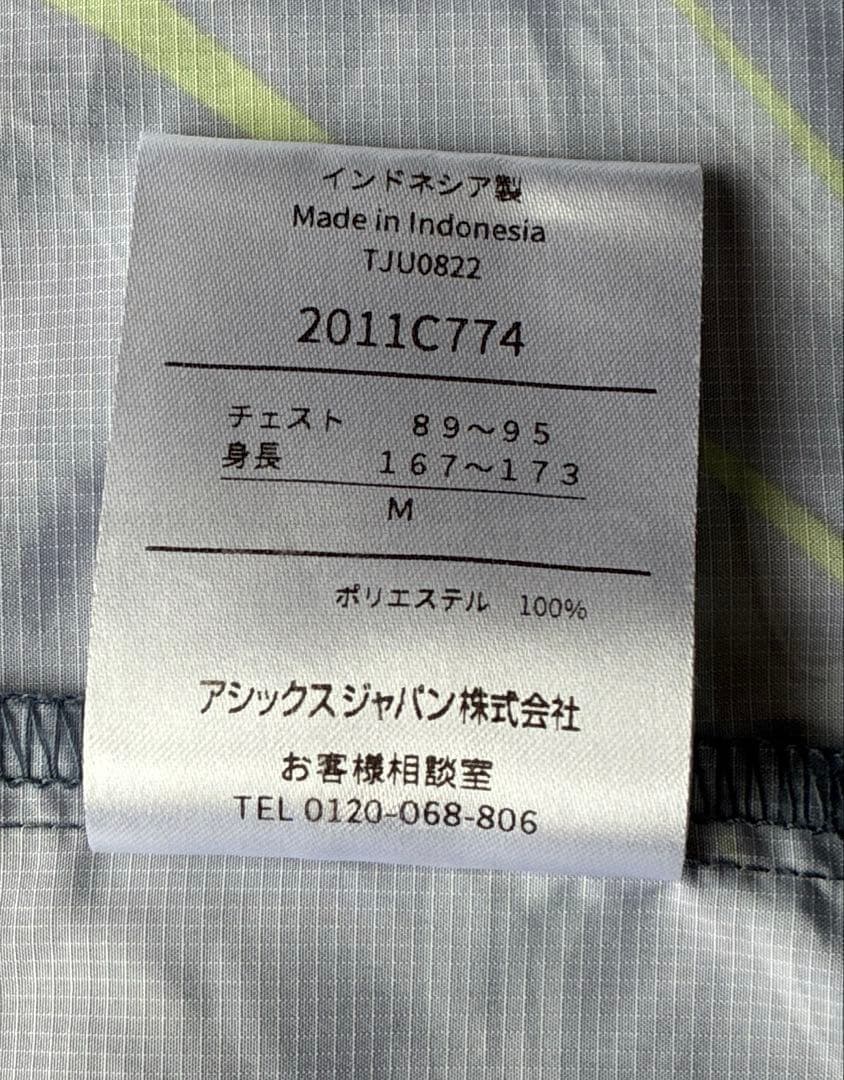 インドネシア製
Made in Indonesia
TJU0822
2011C774
チェスト 89～95
身長 167～173
M
ポリエステル 100%
アシックスジャパン株式会社
お客様相談室
TEL 0120-068-806